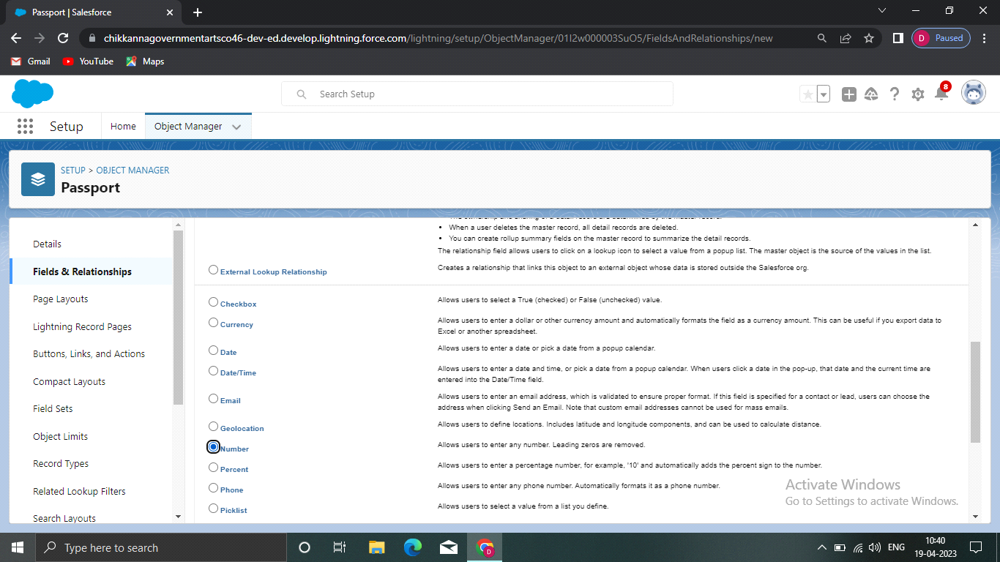 Passport | Salesforce
chikkannagovernmentartsco46-dev-ed.develop.lightning.force.com/lightning/setup/ObjectManager/01I2w000003SuO5/FieldsAndRelationships/new
D Paused
Gmail
YouTube
Maps
Search Setup
8
Setup
Home
Object Manager
SETUP > OBJECT MANAGER
Passport
Details
Fields & Relationships
Page Layouts
Lightning Record Pages
Buttons, Links, and Actions
Compact Layouts
Field Sets
Object Limits
Record Types
Related Lookup Filters
Search Layouts
• When a user deletes the master record, all detail records are deleted.
• You can create rollup summary fields on the master record to summarize the detail records.
The relationship field allows users to click on a lookup icon to select a value from a popup list. The master object is the source of the values in the list.
External Lookup Relationship
Creates a relationship that links this object to an external object whose data is stored outside the Salesforce org.
Checkbox
Allows users to select a True (checked) or False (unchecked) value.
Currency
Allows users to enter a dollar or other currency amount and automatically formats the field as a currency amount. This can be useful if you export data to
Excel or another spreadsheet.
Date
Allows users to enter a date or pick a date from a popup calendar.
Date/Time
Allows users to enter a date and time, or pick a date from a popup calendar. When users click a date in the pop-up, that date and the current time are
entered into the Date/Time field.
Email
Allows users to enter an email address, which is validated to ensure proper format. If this field is specified for a contact or lead, users can choose the
address when clicking Send an Email. Note that custom email addresses cannot be used for mass emails.
Geolocation
Allows users to define locations. Includes latitude and longitude components, and can be used to calculate distance.
Number
Allows users to enter any number. Leading zeros are removed.
Percent
Allows users to enter a percentage number, for example, '10' and automatically adds the percent sign to the number.
Phone
Allows users to enter any phone number. Automatically formats it as a phone number.
Picklist
Allows users to select a value from a list you define.
Activate Windows
Go to Settings to activate Windows.
Type here to search
D
ENG
10:40
19-04-2023